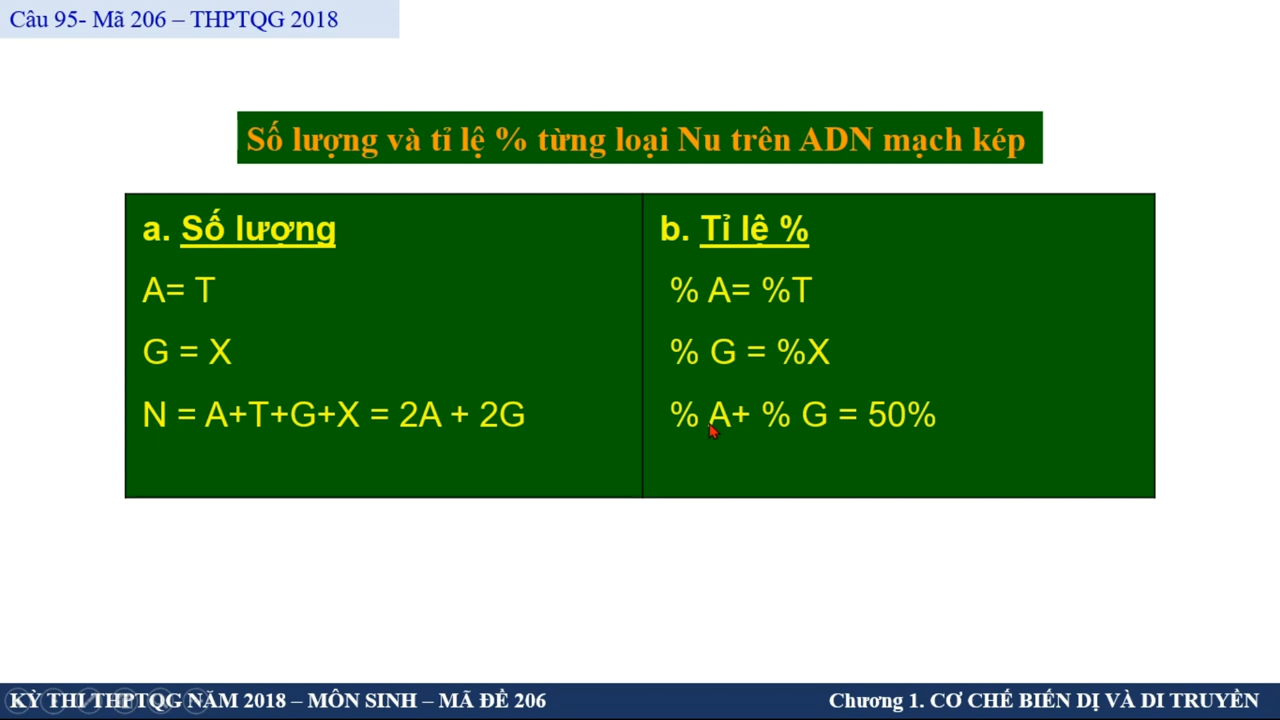 Câu 95- Mã 206 – THPTQG 2018
Số lượng và tỉ lệ % từng loại Nu trên ADN mạch kép
a. Số lượng
A= T
G = X
N = A+T+G+X = 2A + 2G
b. Tỉ lệ %
% A= %T
% G = %X
% A+ % G = 50%
KỲ THI THPTQG NĂM 2018 – MÔN SINH – MÃ ĐỀ 206
Chương 1. CƠ CHẾ BIẾN DỊ VÀ DI TRUYỀN